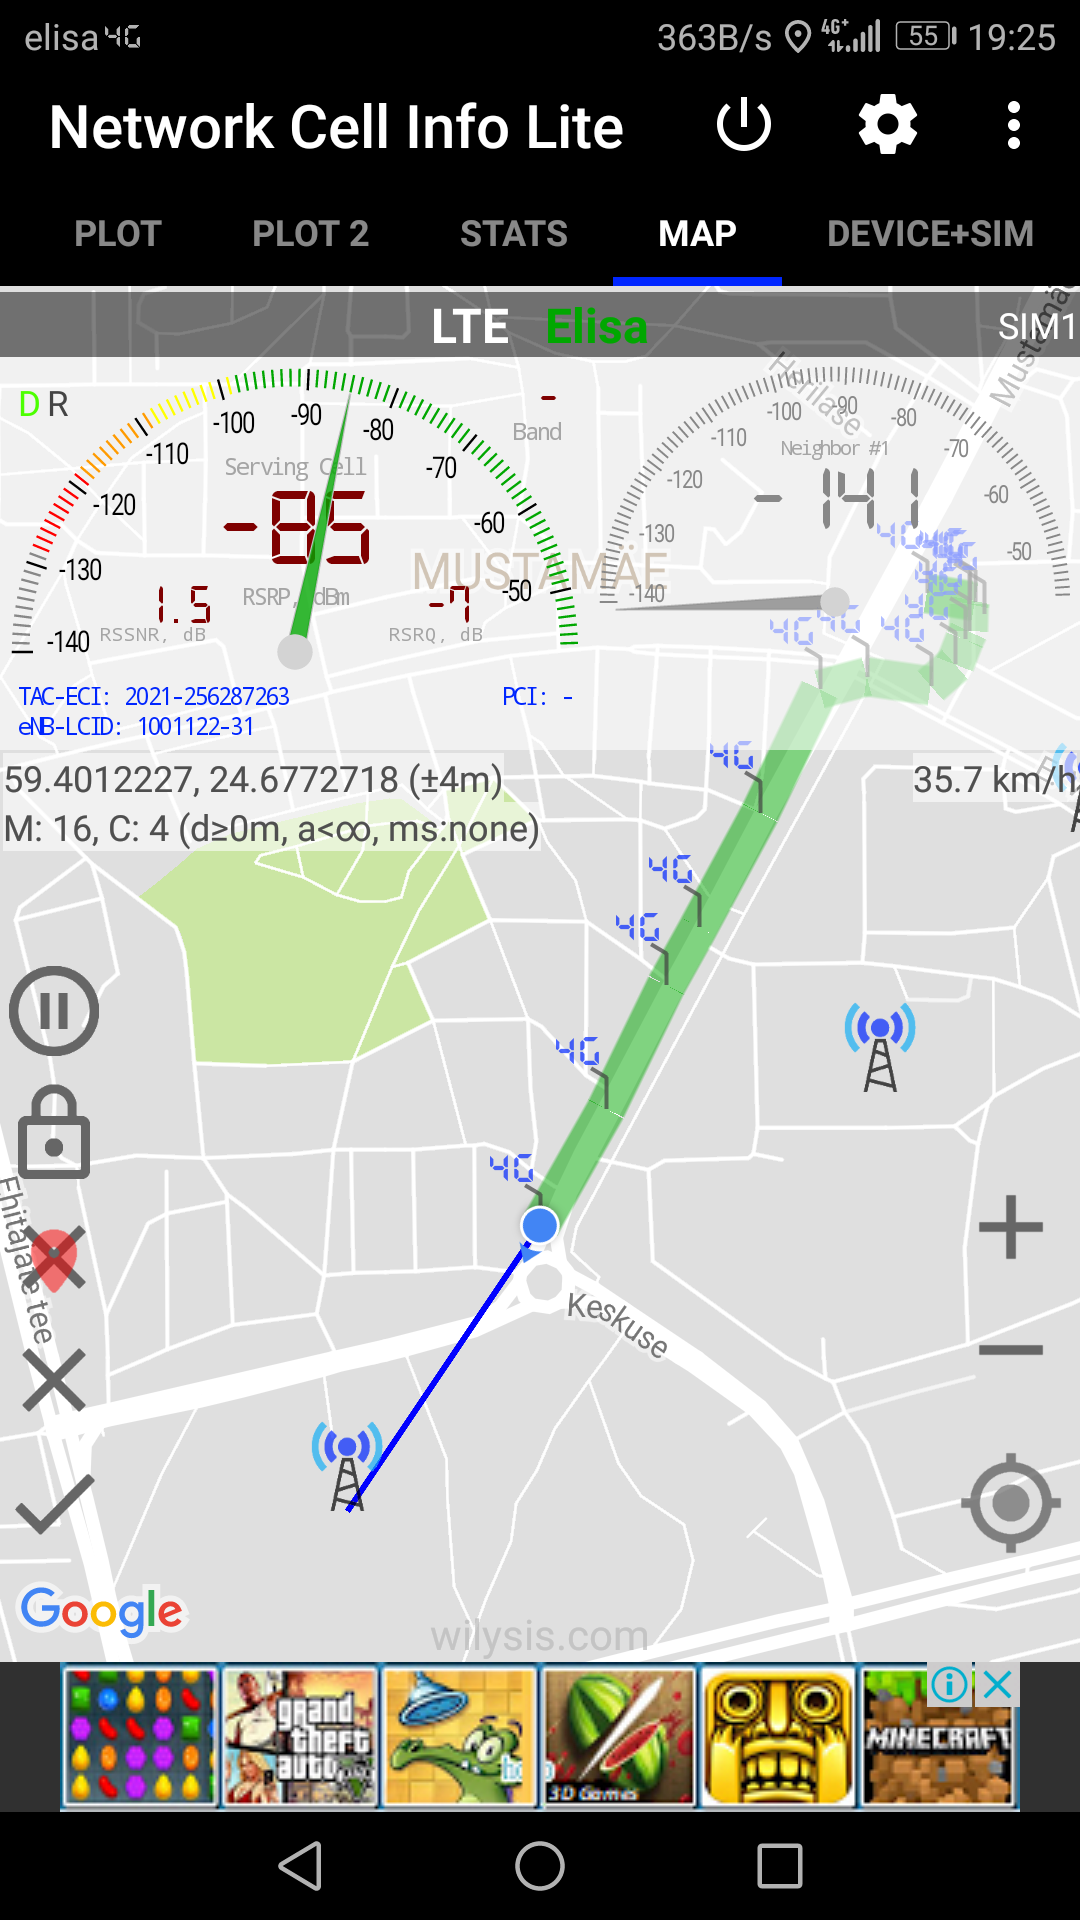 elisa 4G 363B/s 4G+ 55 19:25
Network Cell Info Lite
PLOT PLOT 2 STATS MAP DEVICE+SIM
LTE Elisa SIM1
D R
-140 -130 -120 -110 -100 -90 -80 -70 -60 -50
Serving Cell
-85
RSRP, dBm
1.5
RSSNR, dB
-7
RSRQ, dB
-
Band
-140 -130 -120 -110 -100 -90 -80 -70 -60 -50
Neighbor #1
-141
Herilase
Mustamäe
MUSTAMÄE
TAC-ECI: 2021-256287263 PCI: -
eNB-LCID: 1001122-31
59.4012227, 24.6772718 (±4m) 35.7 km/h
M: 16, C: 4 (d≥0m, a<∞, ms:none)
4G
4G
4G
4G
4G
4G
4G
4G
Ehitajate tee
Keskuse
Google
wilysis.com
grand
theft
auto
3D Games
MINECRAFT